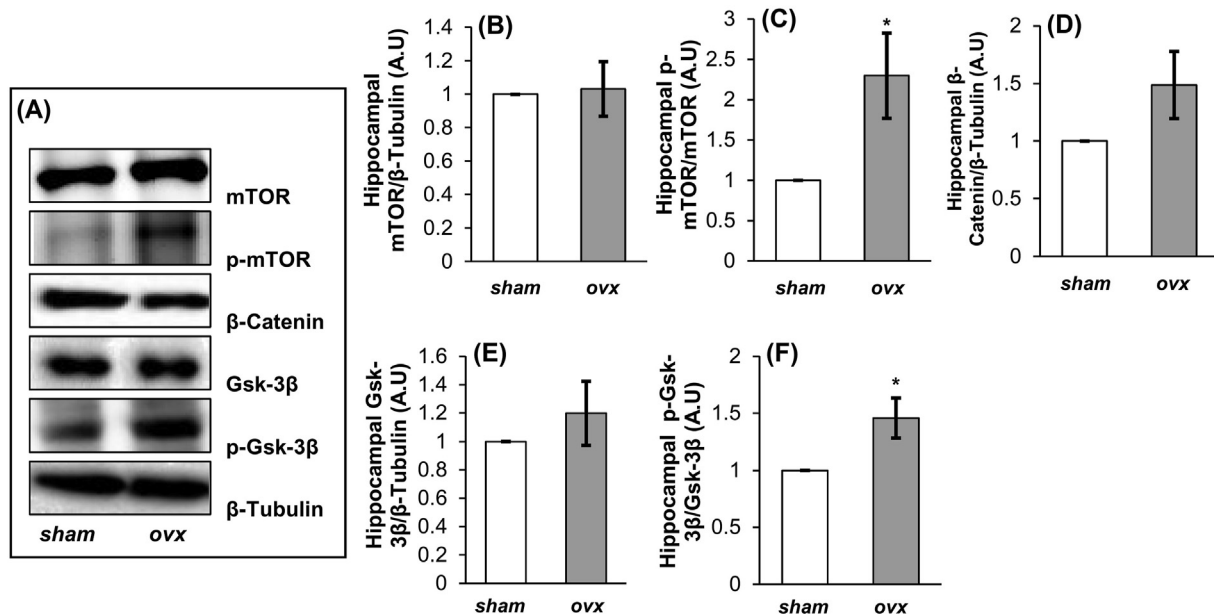 (A)
mTOR
p-mTOR
β-Catenin
Gsk-3β
p-Gsk-3β
β-Tubulin
sham ovx
(B)
Hippocampal
mTOR/β-Tubulin (A.U)
1.4
1.2
1
0.8
0.6
0.4
0.2
0
sham ovx
(C)
Hippocampal p-
mTOR/mTOR (A.U)
3
2.5
2
1.5
1
0.5
0
*
sham ovx
(D)
Hippocampal β-
Catenin/β-Tubulin (A.U)
2
1.5
1
0.5
0
sham ovx
(E)
Hippocampal Gsk-
3β/β-Tubulin (A.U)
1.6
1.4
1.2
1
0.8
0.6
0.4
0.2
0
sham ovx
(F)
Hippocampal p-Gsk-
3β/Gsk-3β (A.U)
2
1.5
1
0.5
0
*
sham ovx